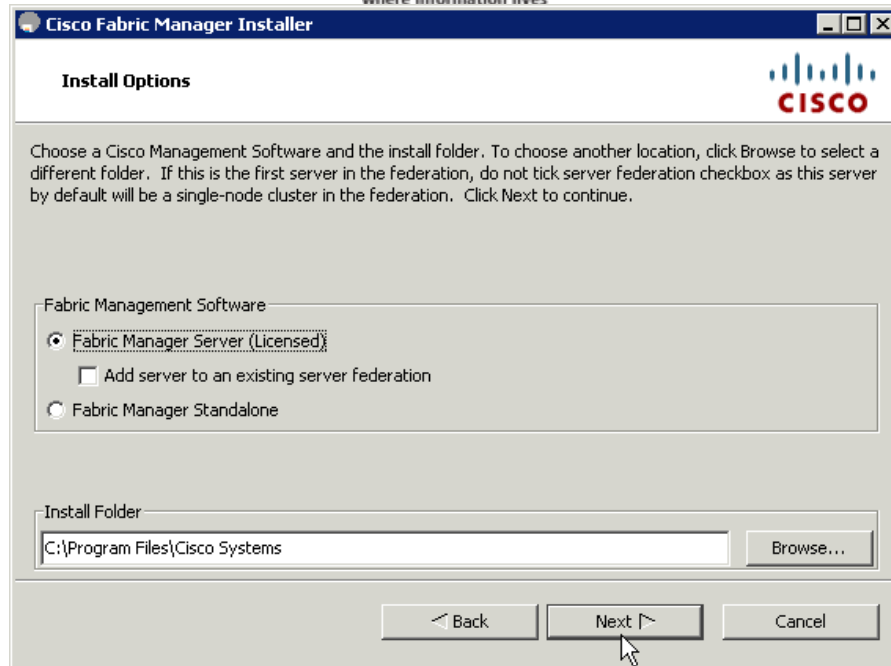 where information lives
Cisco Fabric Manager Installer
Install Options
CISCO
Choose a Cisco Management Software and the install folder. To choose another location, click Browse to select a
different folder. If this is the first server in the federation, do not tick server federation checkbox as this server
by default will be a single-node cluster in the federation. Click Next to continue.
Fabric Management Software
Fabric Manager Server (Licensed)
Add server to an existing server federation
Fabric Manager Standalone
Install Folder
C:\Program Files\Cisco Systems
Browse...
Back
Next
Cancel